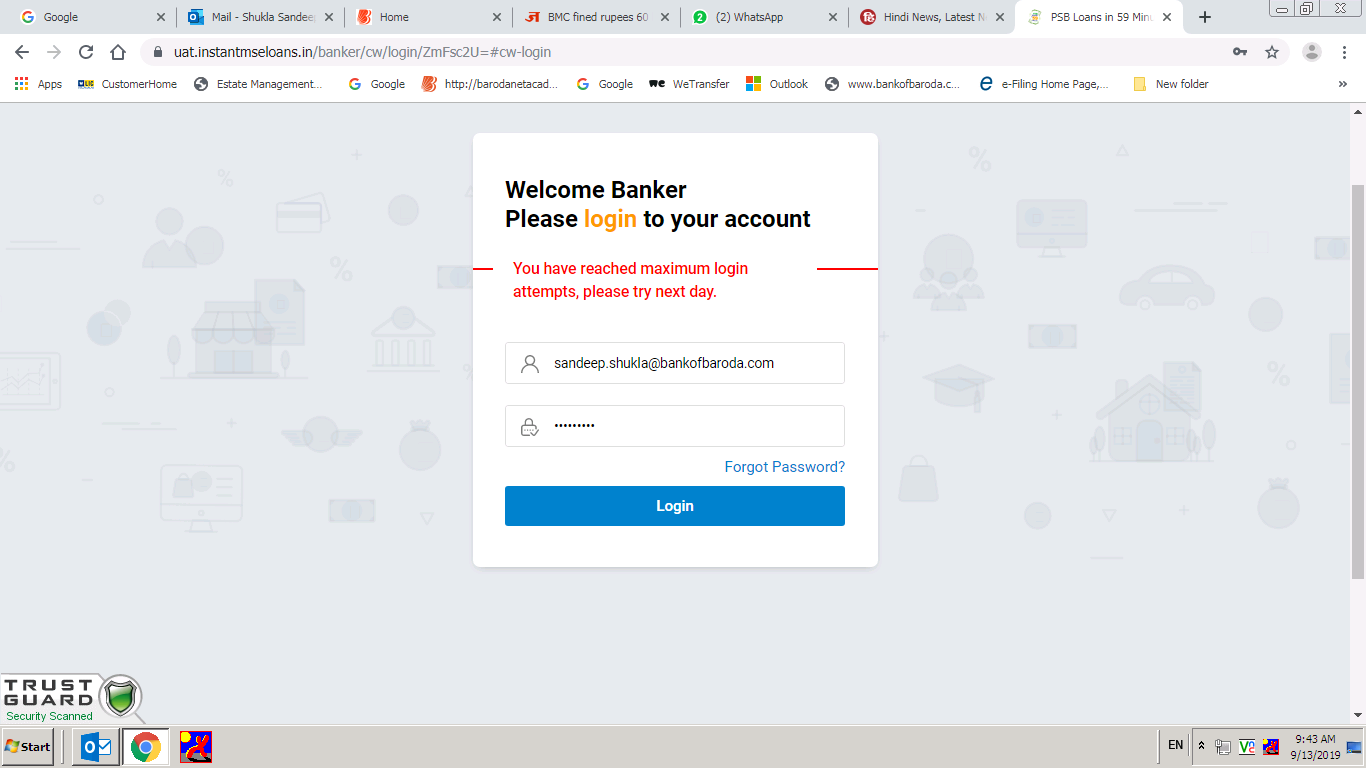 Google
Mail - Shukla Sandee
Home
BMC fined rupees 60
(2) WhatsApp
Hindi News, Latest N
PSB Loans in 59 Minu
uat.instantmseloans.in/banker/cw/login/ZmFsc2U=#cw-login
Apps
LIC
CustomerHome
Estate Management...
Google
http://barodanetacad...
Google
we
WeTransfer
Outlook
www.bankofbaroda.c...
e-Filing Home Page,...
New folder
»
Welcome Banker
Please login to your account
You have reached maximum login
attempts, please try next day.
sandeep.shukla@bankofbaroda.com
•••••••••
Forgot Password?
Login
TRUST
GUARD
Security Scanned
Start
EN
9:43 AM
9/13/2019